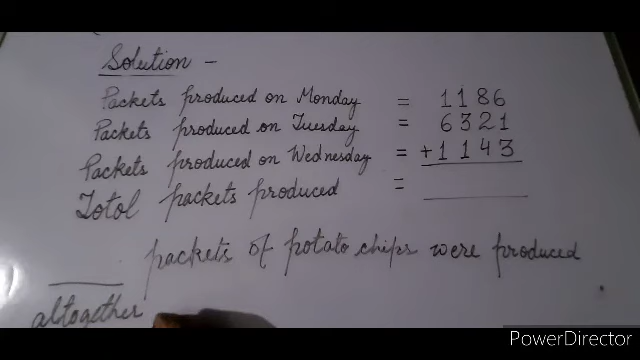 Solution -
Packets produced on Monday = 1186
Packets produced on Tuesday = 6321
Packets produced on Wednesday = +1143
Totol packets produced =
____ packets of potato chips were produced
altogether
PowerDirector